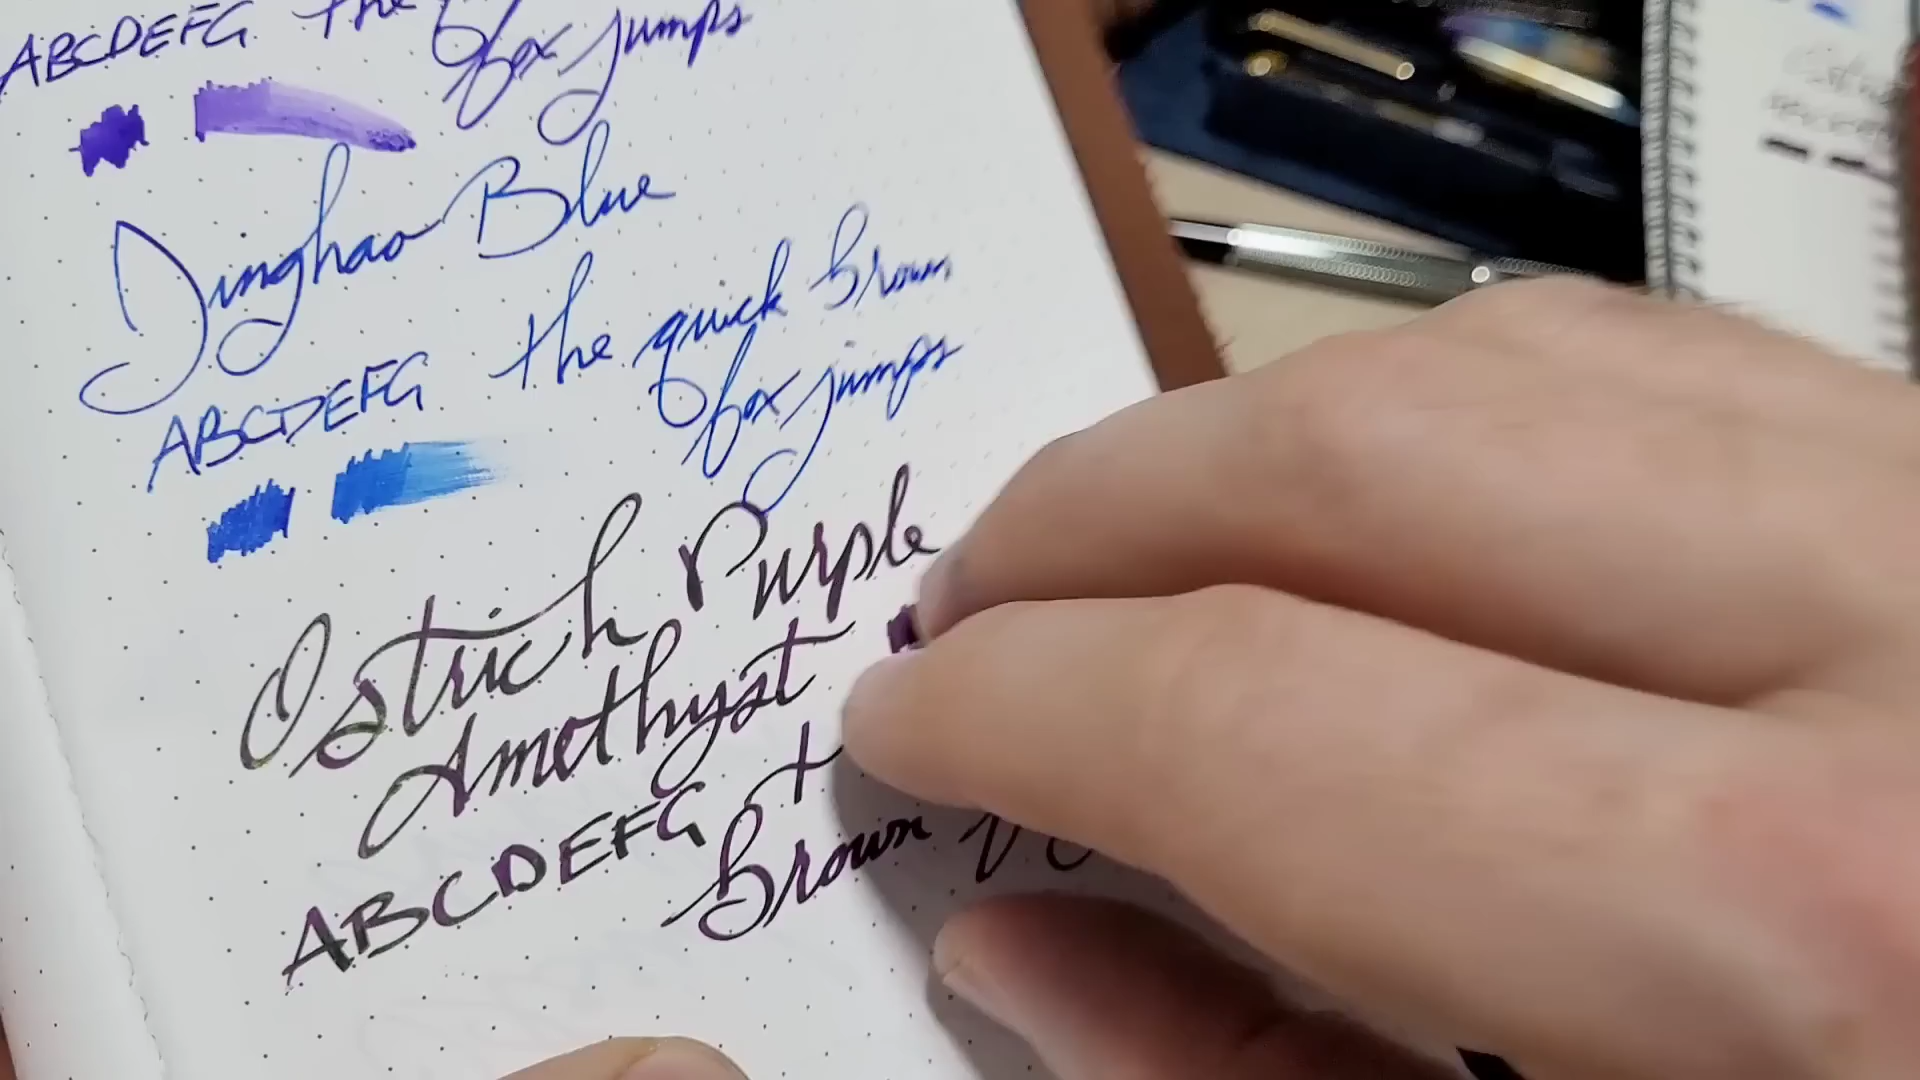 ABCDEFG the
fox jumps
Jinghao Blue
ABCDEFG the quick brown
fox jumps
Ostrich Purple
Amethyst
ABCDEFG
brown